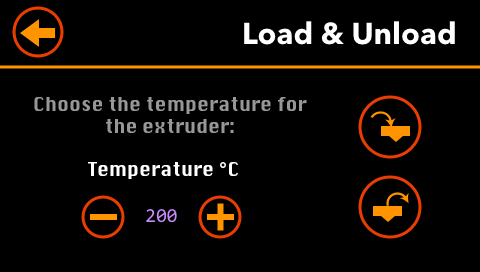 Load & Unload
Choose the temperature for
the extruder:
Temperature °C
200